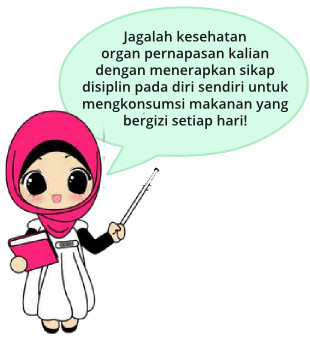 Jagalah kesehatan
organ pernapasan kalian
dengan menerapkan sikap
disiplin pada diri sendiri untuk
mengkonsumsi makanan yang
bergizi setiap hari!